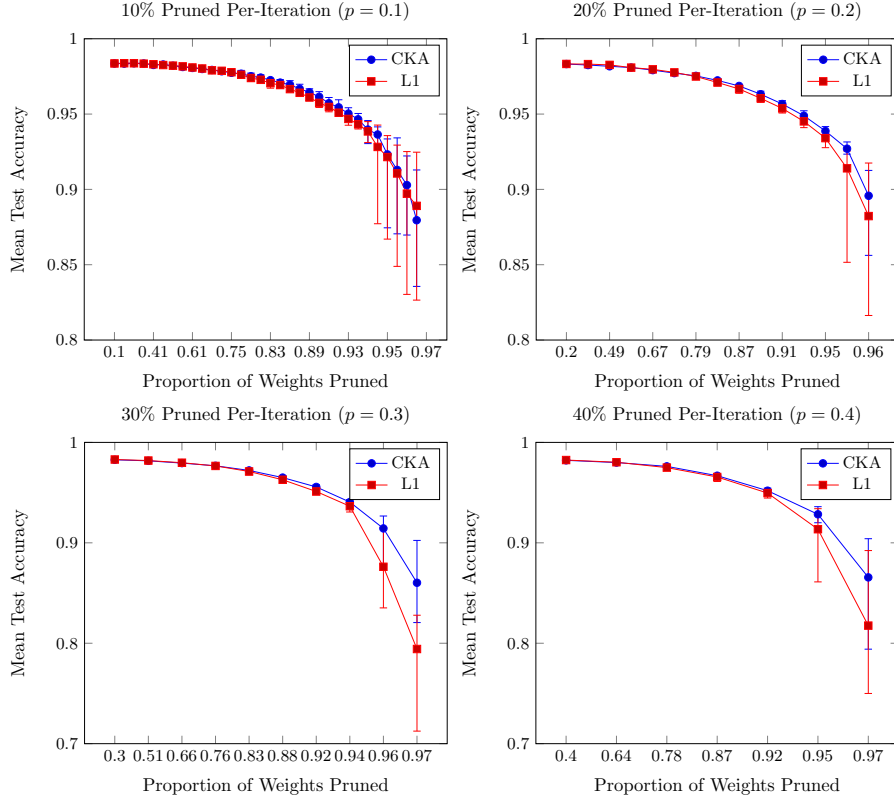 10% Pruned Per-Iteration (p = 0.1)
1
0.95
0.9
0.85
0.8
Mean Test Accuracy
CKA
L1
0.1 0.41 0.61 0.75 0.83 0.89 0.93 0.95 0.97
Proportion of Weights Pruned
20% Pruned Per-Iteration (p = 0.2)
1
0.95
0.9
0.85
0.8
Mean Test Accuracy
CKA
L1
0.2 0.49 0.67 0.79 0.87 0.91 0.95 0.96
Proportion of Weights Pruned
30% Pruned Per-Iteration (p = 0.3)
1
0.9
0.8
0.7
Mean Test Accuracy
CKA
L1
0.3 0.51 0.66 0.76 0.83 0.88 0.92 0.94 0.96 0.97
Proportion of Weights Pruned
40% Pruned Per-Iteration (p = 0.4)
1
0.9
0.8
0.7
Mean Test Accuracy
CKA
L1
0.4 0.64 0.78 0.87 0.92 0.95 0.97
Proportion of Weights Pruned